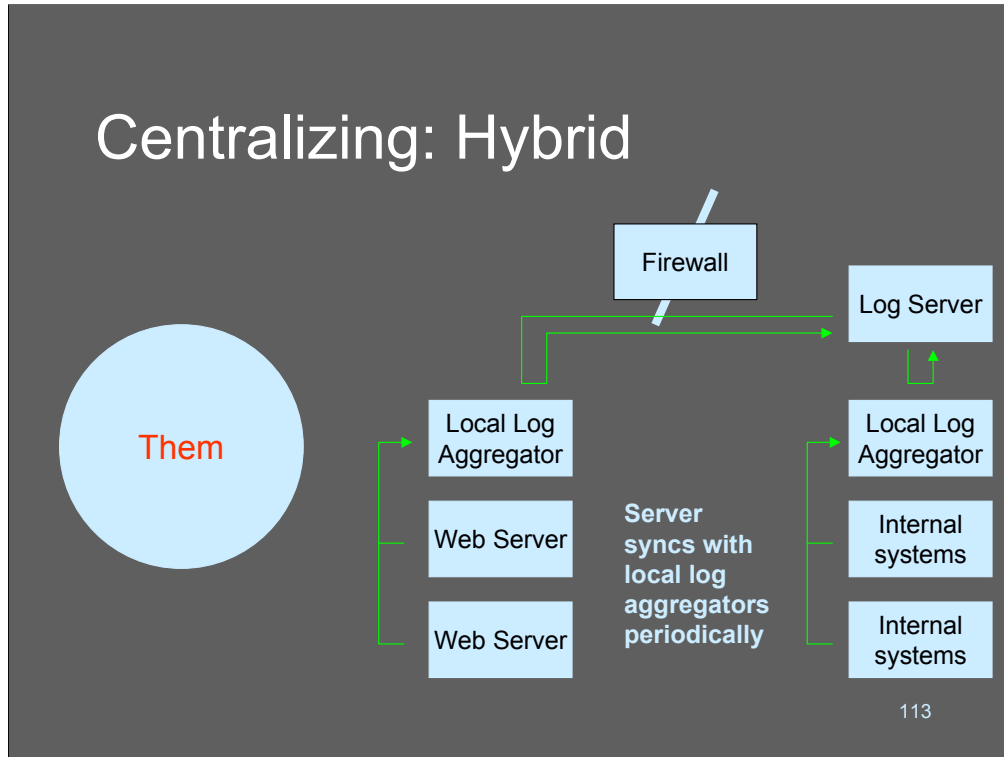 Centralizing: Hybrid
Firewall
Log Server
Them
Local Log
Aggregator
Web Server
Web Server
Server
syncs with
local log
aggregators
periodically
Local Log
Aggregator
Internal
systems
Internal
systems
113